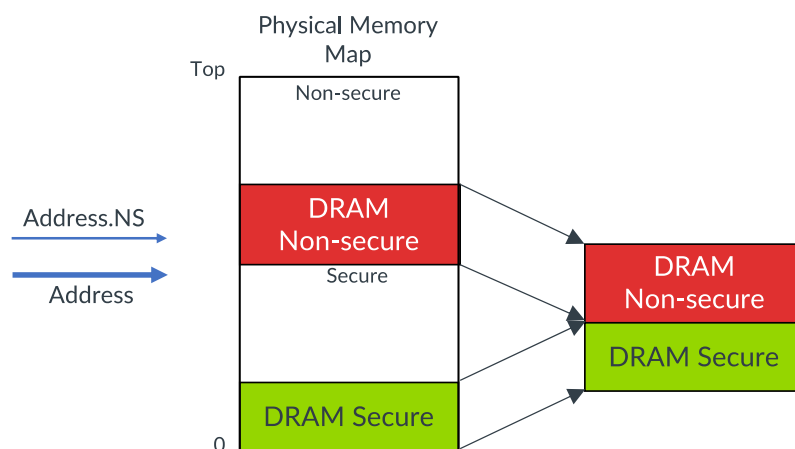 Physical Memory
Map
Top
Non-secure
DRAM
Non-secure
Address.NS
Address
Secure
DRAM
Non-secure
DRAM Secure
DRAM Secure
0